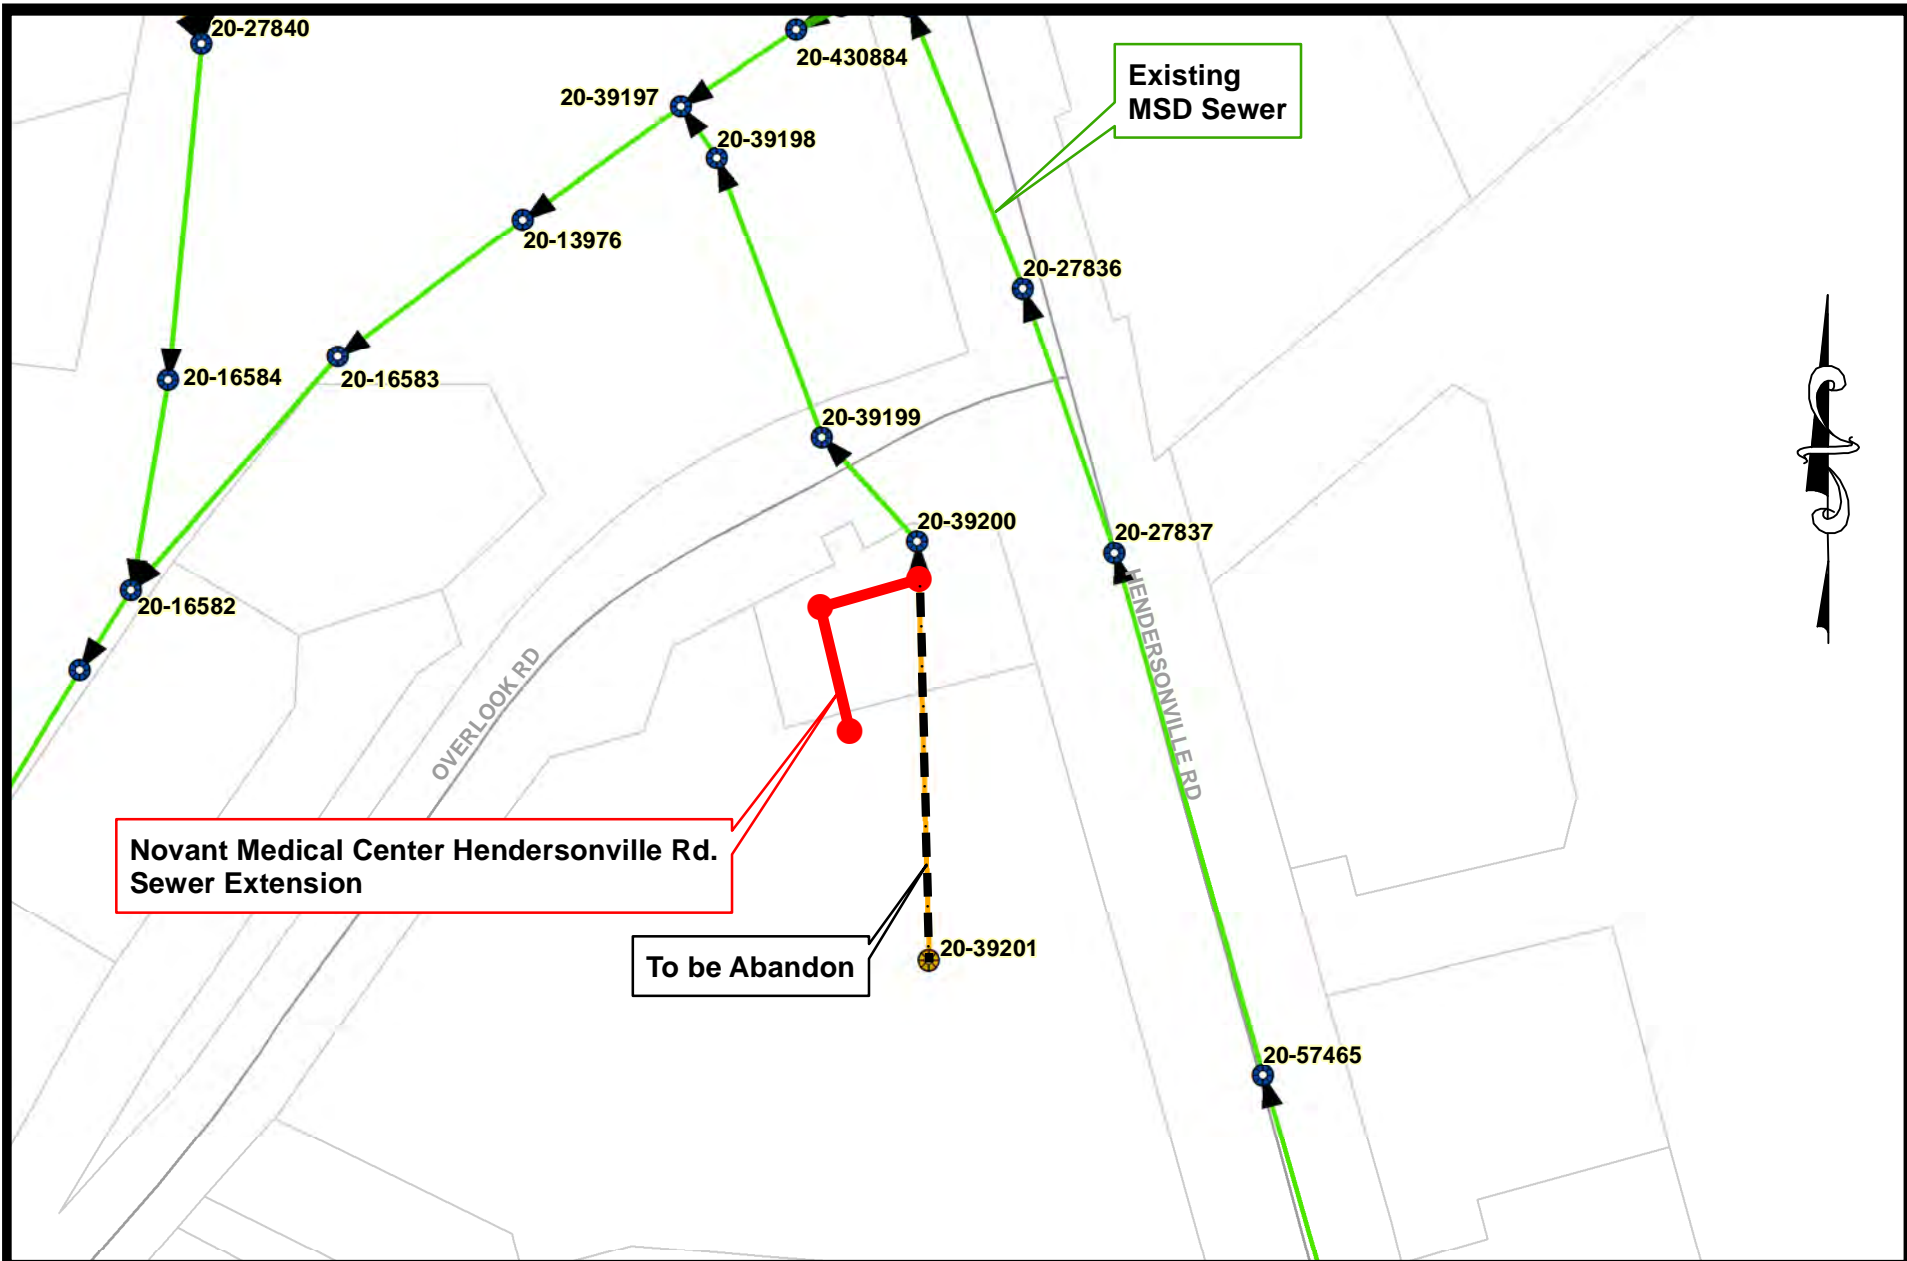 20-27840
20-430884
Existing
MSD Sewer
20-39197
20-39198
20-13976
20-27836
20-16584
20-16583
20-39199
20-39200
20-27837
20-16582
HENDERSONVILLE RD
OVERLOOK RD
Novant Medical Center Hendersonville Rd.
Sewer Extension
To be Abandon
20-39201
20-57465